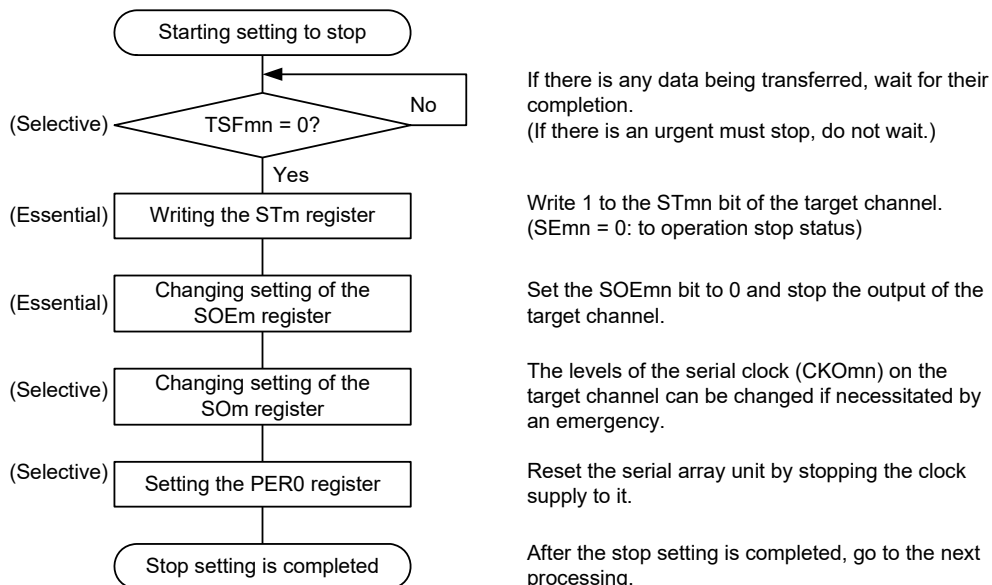 Starting setting to stop
If there is any data being transferred, wait for their
completion.
(If there is an urgent must stop, do not wait.)
(Selective)
TSFmn = 0?
No
Yes
(Essential)
Writing the STm register
Write 1 to the STmn bit of the target channel.
(SEmn = 0: to operation stop status)
(Essential)
Changing setting of the
SOEm register
Set the SOEmn bit to 0 and stop the output of the
target channel.
(Selective)
Changing setting of the
SOm register
The levels of the serial clock (CKOmn) on the
target channel can be changed if necessitated by
an emergency.
(Selective)
Setting the PER0 register
Reset the serial array unit by stopping the clock
supply to it.
Stop setting is completed
After the stop setting is completed, go to the next
processing.